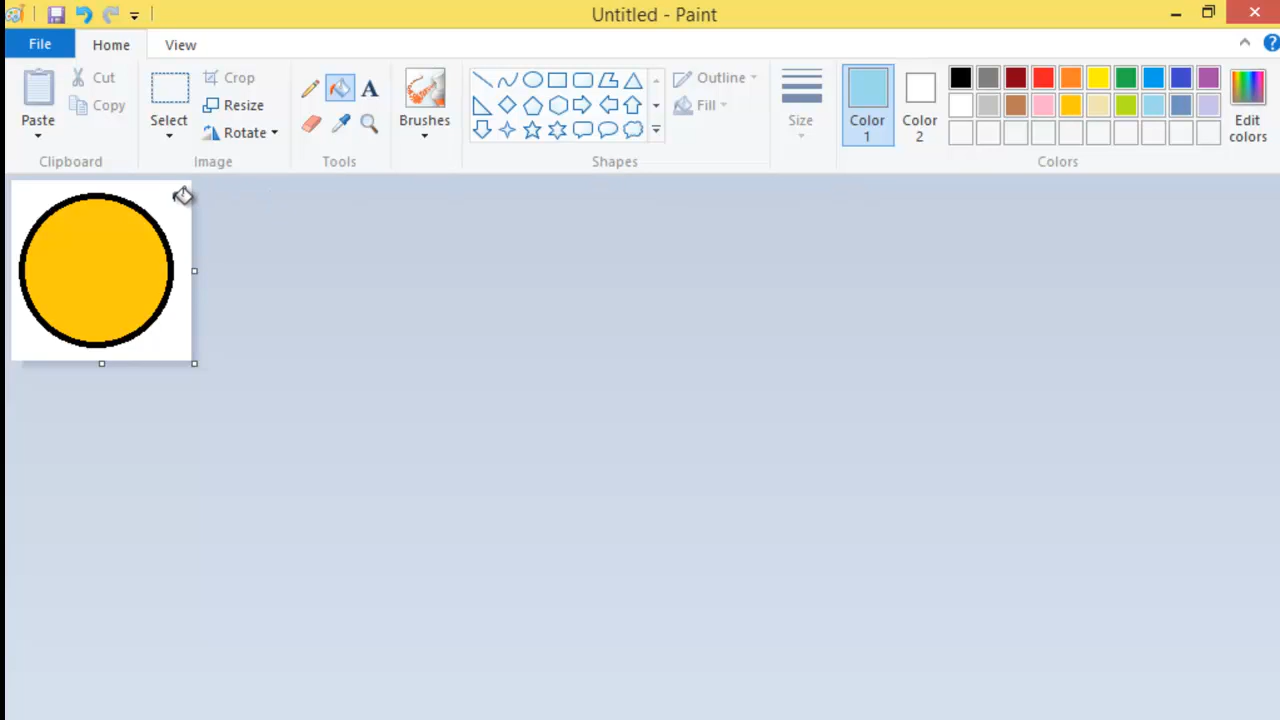 Untitled - Paint
File Home View
Cut
Copy
Paste
Clipboard
Select
Crop
Resize
Rotate
Image
A
Tools
Brushes
Outline
Fill
Shapes
Size
Color 
1
Color
2
Edit
colors
Colors